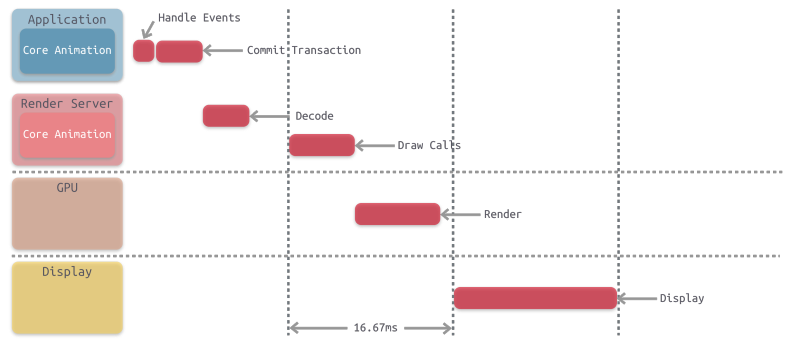 Application
Core Animation
Handle Events
Commit Transaction
Render Server
Core Animation
Decode
Draw Calls
GPU
Render
Display
Display
16.67ms